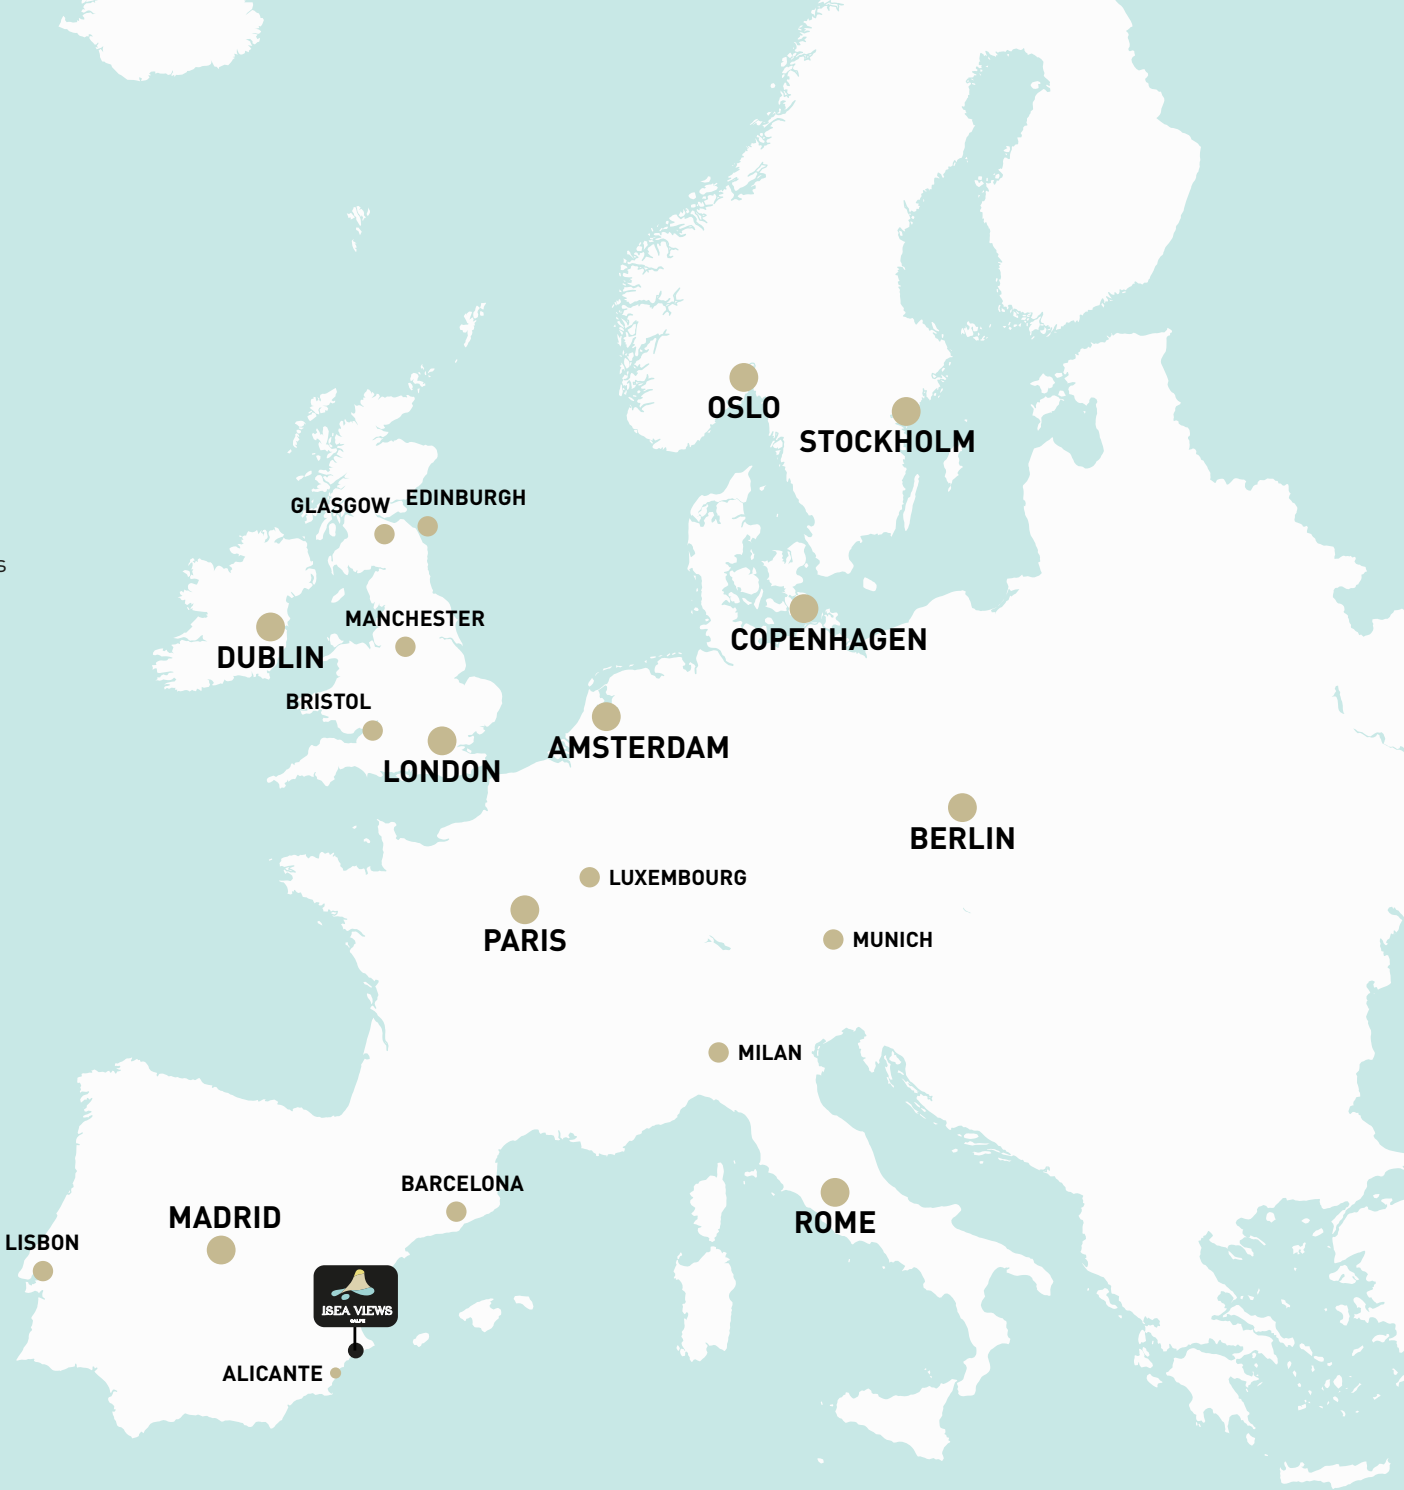 OSLO
STOCKHOLM
GLASGOW
EDINBURGH
S
MANCHESTER
COPENHAGEN
DUBLIN
BRISTOL
AMSTERDAM
LONDON
BERLIN
LUXEMBOURG
PARIS
MUNICH
MILAN
BARCELONA
MADRID
ROME
LISBON
ISEA VIEWS
CALPE
ALICANTE